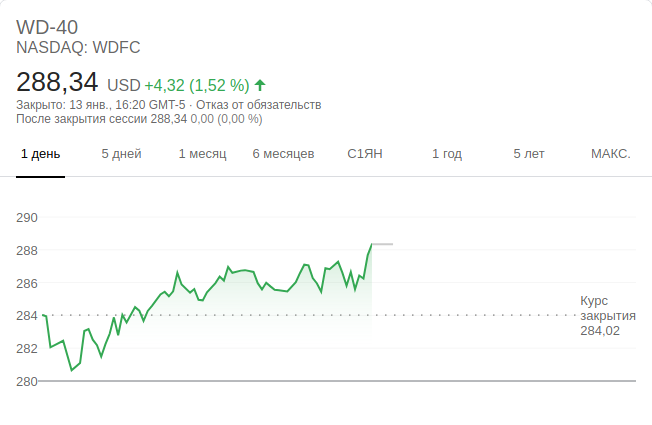 WD-40
NASDAQ: WDFC
288,34 USD +4,32 (1,52 %)
Закрыто: 13 янв., 16:20 GMT-5 · Отказ от обязательств
После закрытия сессии 288,34 0,00 (0,00 %)
1 день 5 дней 1 месяц 6 месяцев С1ЯН 1 год 5 лет МАКС.
290
288
286
284
282
280
Курс
закрытия
284,02